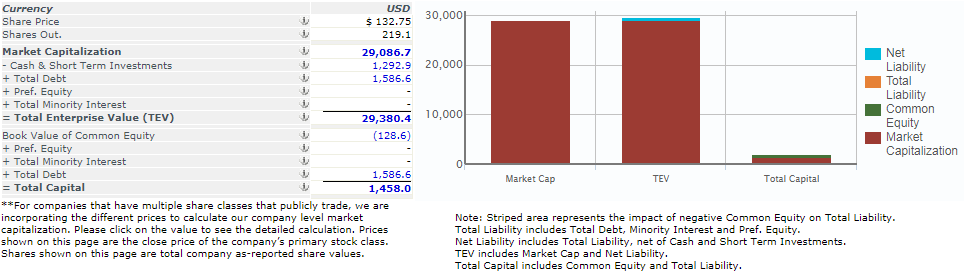 Currency USD
Share Price $ 132.75
Shares Out. 219.1
Market Capitalization 29,086.7
- Cash & Short Term Investments 1,292.9
+ Total Debt 1,586.6
+ Pref. Equity -
+ Total Minority Interest -
= Total Enterprise Value (TEV) 29,380.4
Book Value of Common Equity (128.6)
+ Pref. Equity -
+ Total Minority Interest -
+ Total Debt 1,586.6
= Total Capital 1,458.0
**For companies that have multiple share classes that publicly trade, we are
incorporating the different prices to calculate our company level market
capitalization. Please click on the value to see the detailed calculation. Prices
shown on this page are the close price of the company's primary stock class.
Shares shown on this page are total company as-reported share values.
30,000
20,000
10,000
0
Market Cap TEV Total Capital
Net
Liability
Total
Liability
Common
Equity
Market
Capitalization
Note: Striped area represents the impact of negative Common Equity on Total Liability.
Total Liability includes Total Debt, Minority Interest and Pref. Equity.
Net Liability includes Total Liability, net of Cash and Short Term Investments.
TEV includes Market Cap and Net Liability.
Total Capital includes Common Equity and Total Liability.